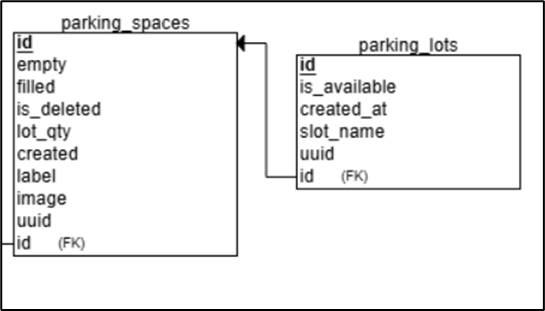 parking_spaces
id
empty
filled
is_deleted
lot_qty
created
label
image
uuid
id (FK)
parking_lots
id
is_available
created_at
slot_name
uuid
id (FK)